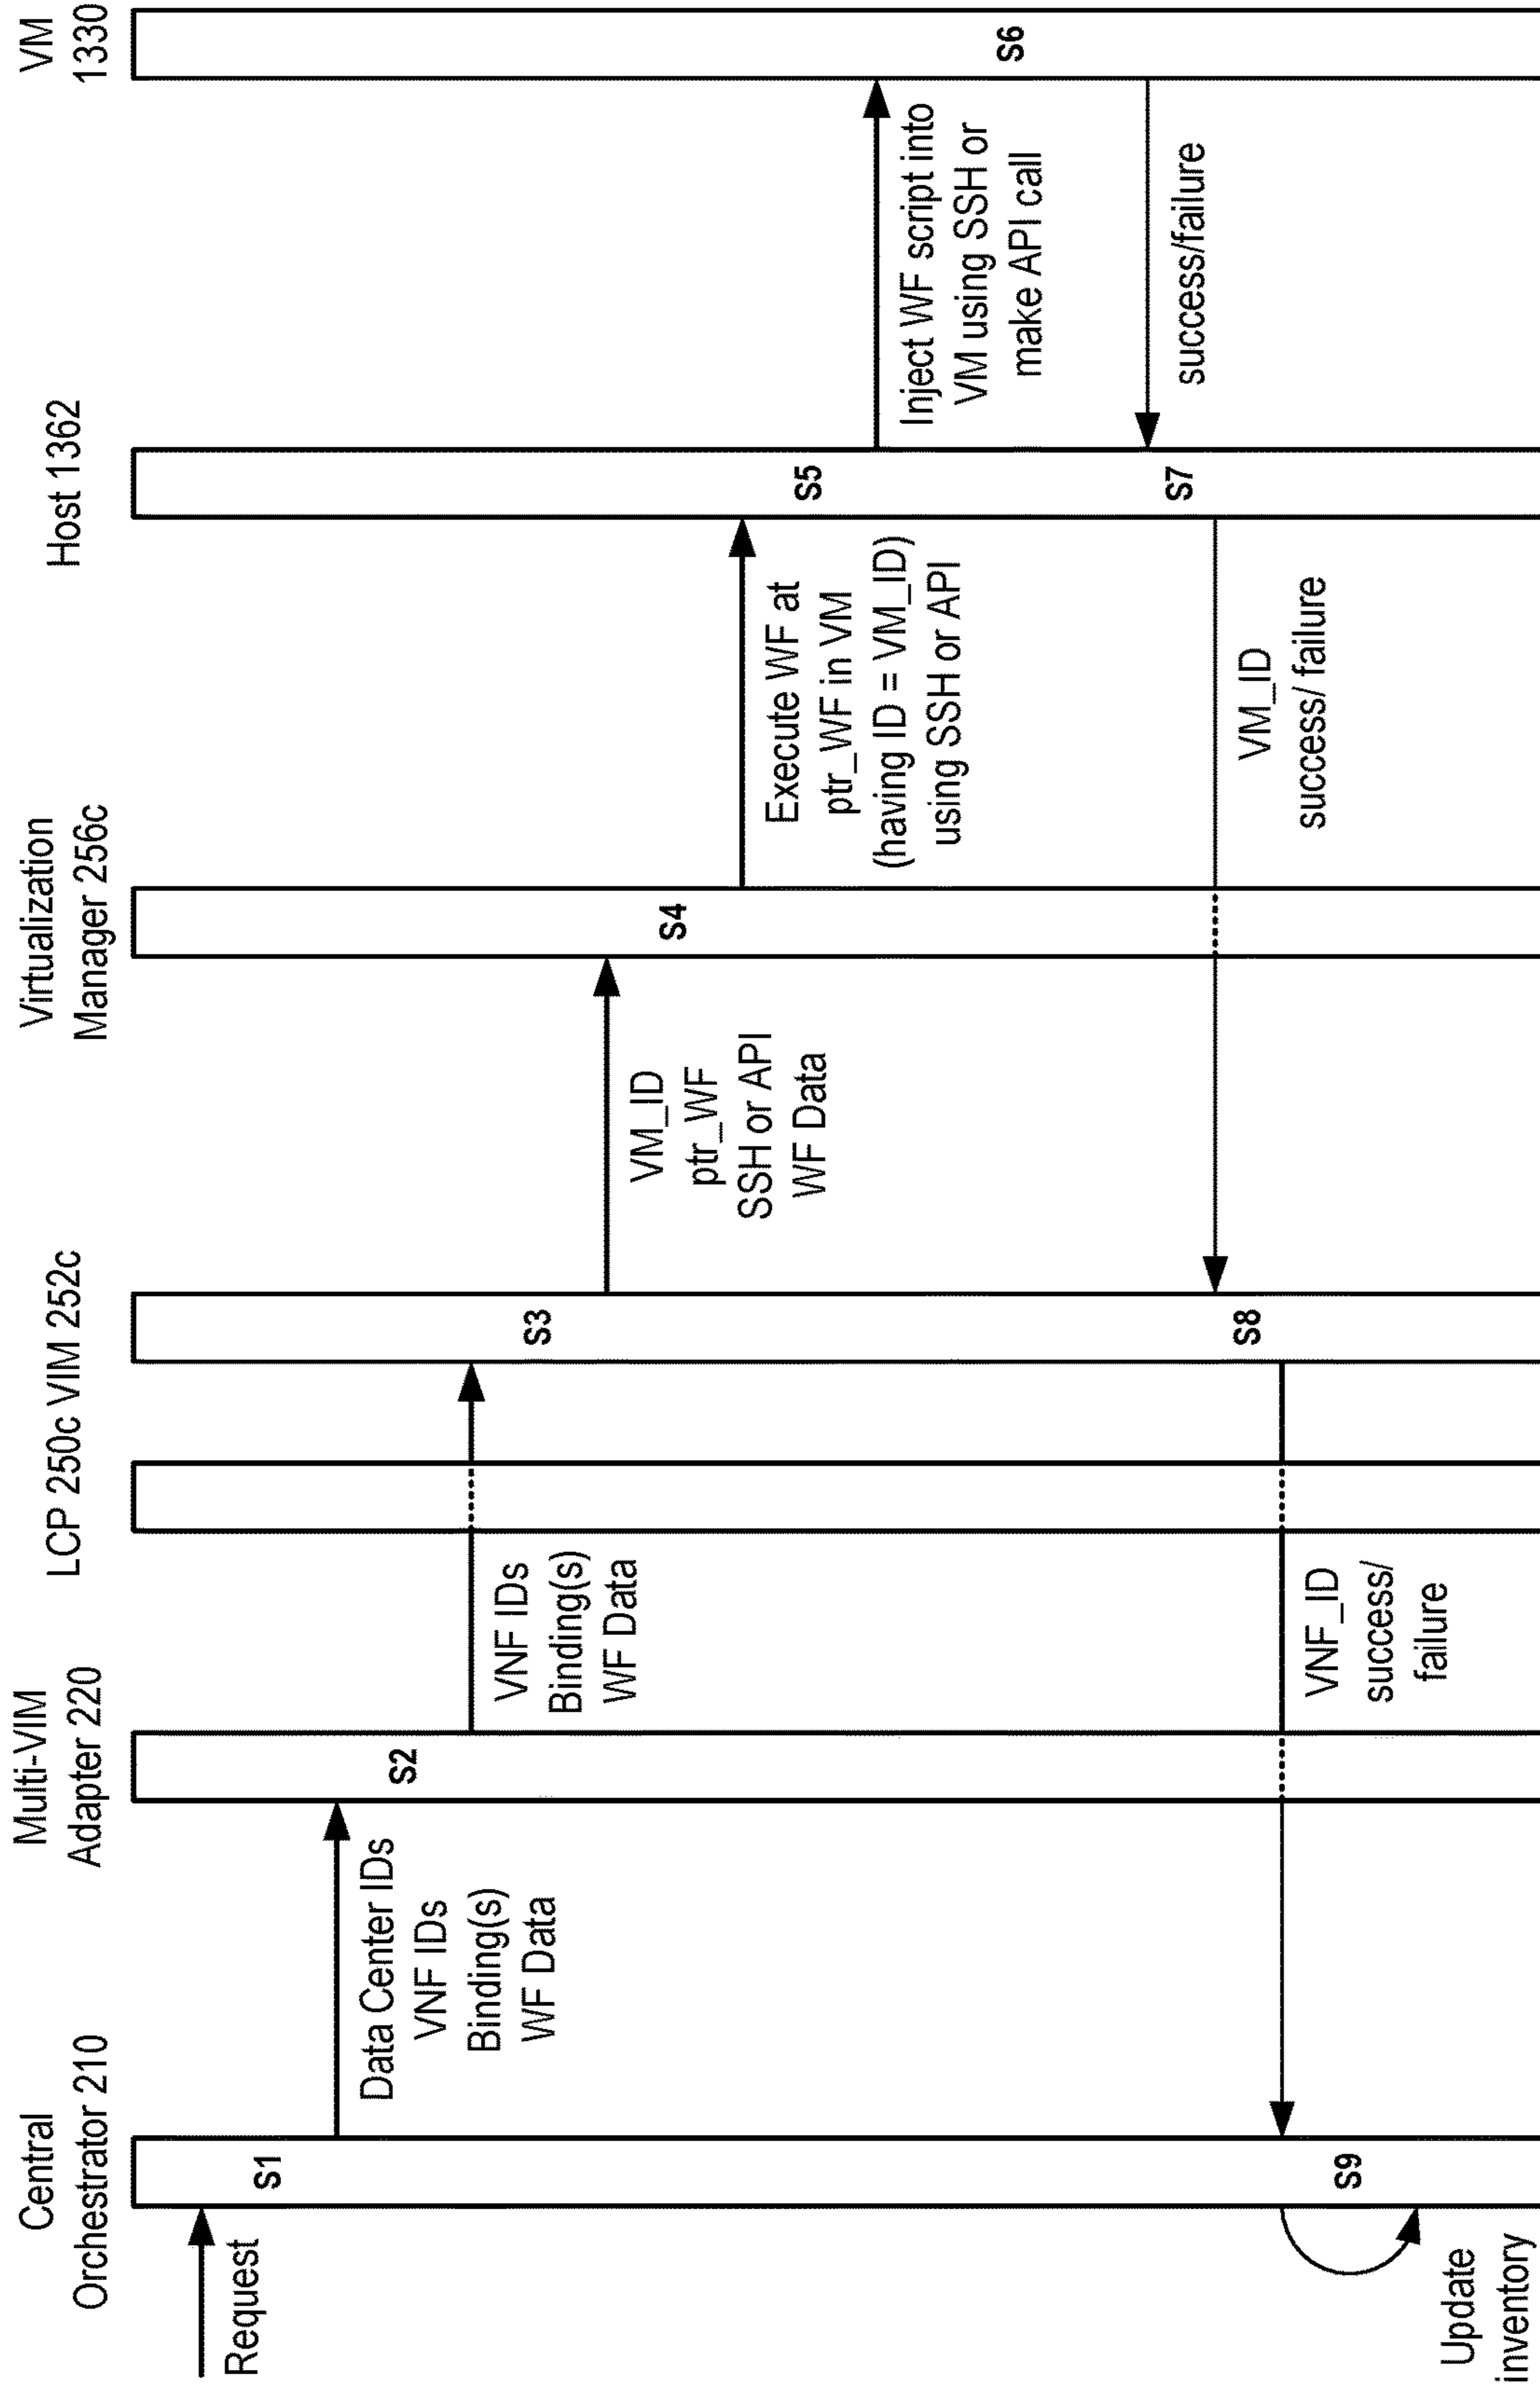 Central
Orchestrator 210
Multi-VIM
Adapter 220
LCP 250c VIM 252c
Virtualization
Manager 256c
Host 1362
VM
1330
Request
S1
Data Center IDs
VNF IDs
Binding(s)
WF Data
S2
VNF IDs
Binding(s)
WF Data
S3
VM_ID
ptr_WF
SSH or API
WF Data
S4
Execute WF at
ptr_WF in VM
(having ID = VM_ID)
using SSH or API
S5
Inject WF script into
VM using SSH or
make API call
S6
success/failure
S7
VM_ID
success/ failure
S8
VNF_ID
success/
failure
S9
Update
inventory